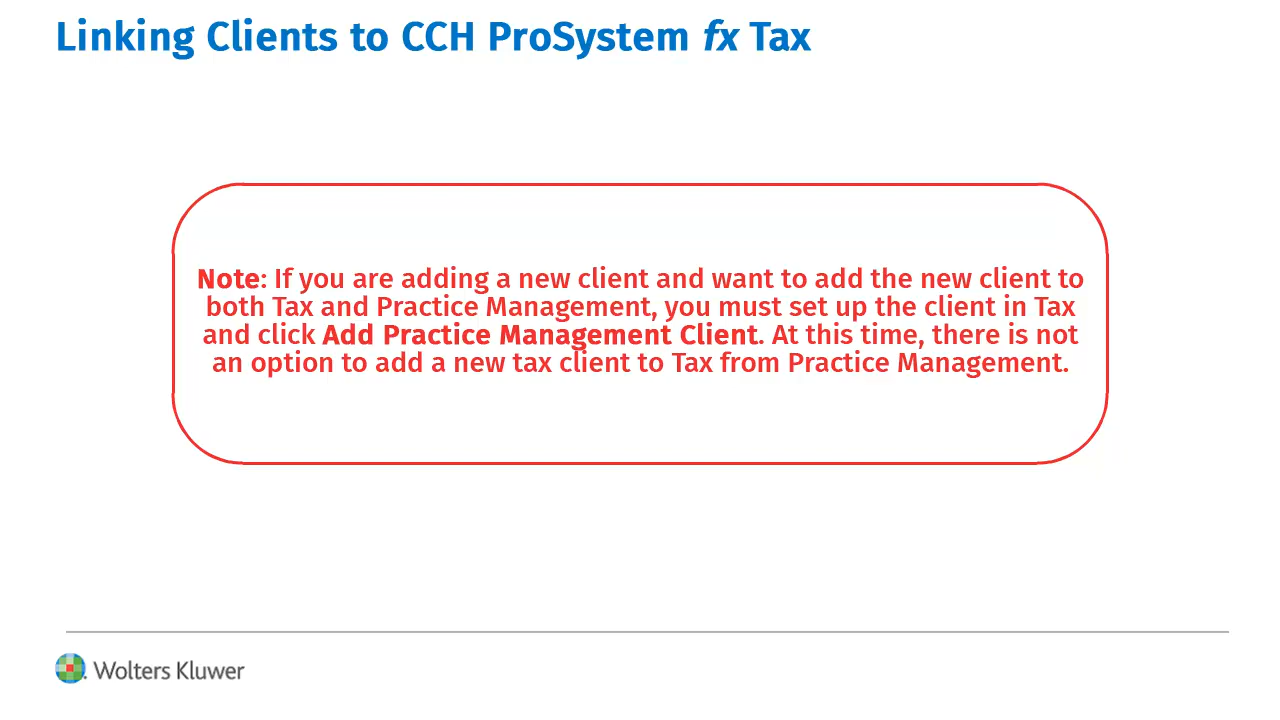 Linking Clients to CCH ProSystem fx Tax
Note: If you are adding a new client and want to add the new client to
both Tax and Practice Management, you must set up the client in Tax
and click Add Practice Management Client. At this time, there is not
an option to add a new tax client to Tax from Practice Management.
Wolters Kluwer